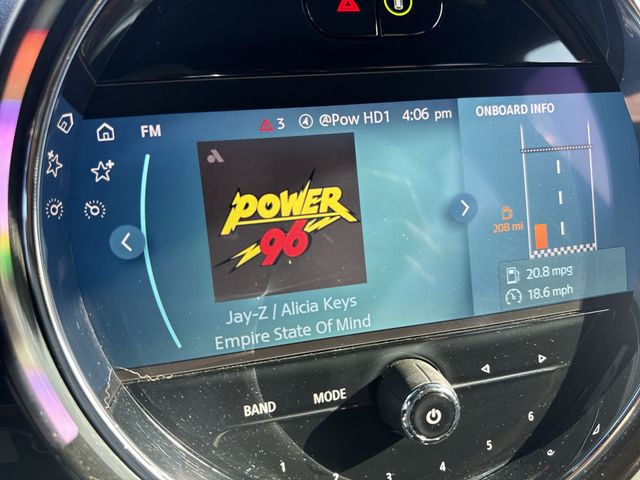 FM
3 @Pow HD1 4:06 pm
ONBOARD INFO
POWER
96
208 mi
20.8 mpg
18.6 mph
Jay-Z / Alicia Keys
Empire State Of Mind
BAND MODE
1 2 3 4 5 6